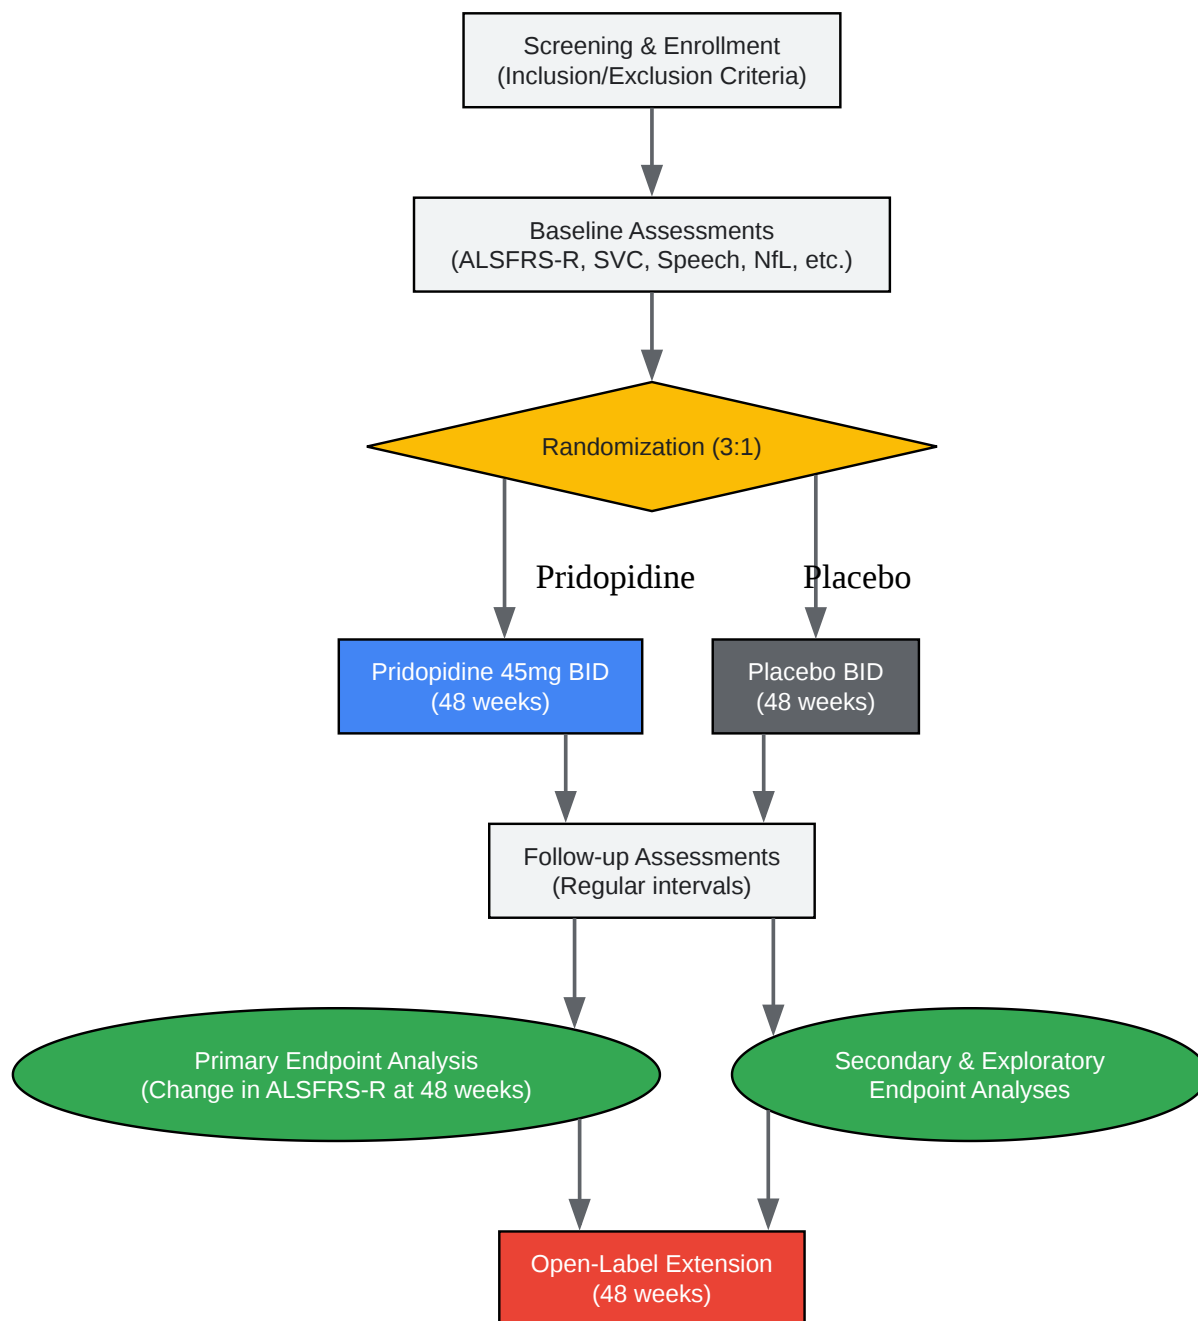 Screening & Enrollment
(Inclusion/Exclusion Criteria)
Baseline Assessments
(ALSFRS-R, SVC, Speech, NfL, etc.)
Randomization (3:1)
Pridopidine
Placebo
Pridopidine 45mg BID
(48 weeks)
Placebo BID
(48 weeks)
Follow-up Assessments
(Regular intervals)
Primary Endpoint Analysis
(Change in ALSFRS-R at 48 weeks)
Secondary & Exploratory
Endpoint Analyses
Open-Label Extension
(48 weeks)